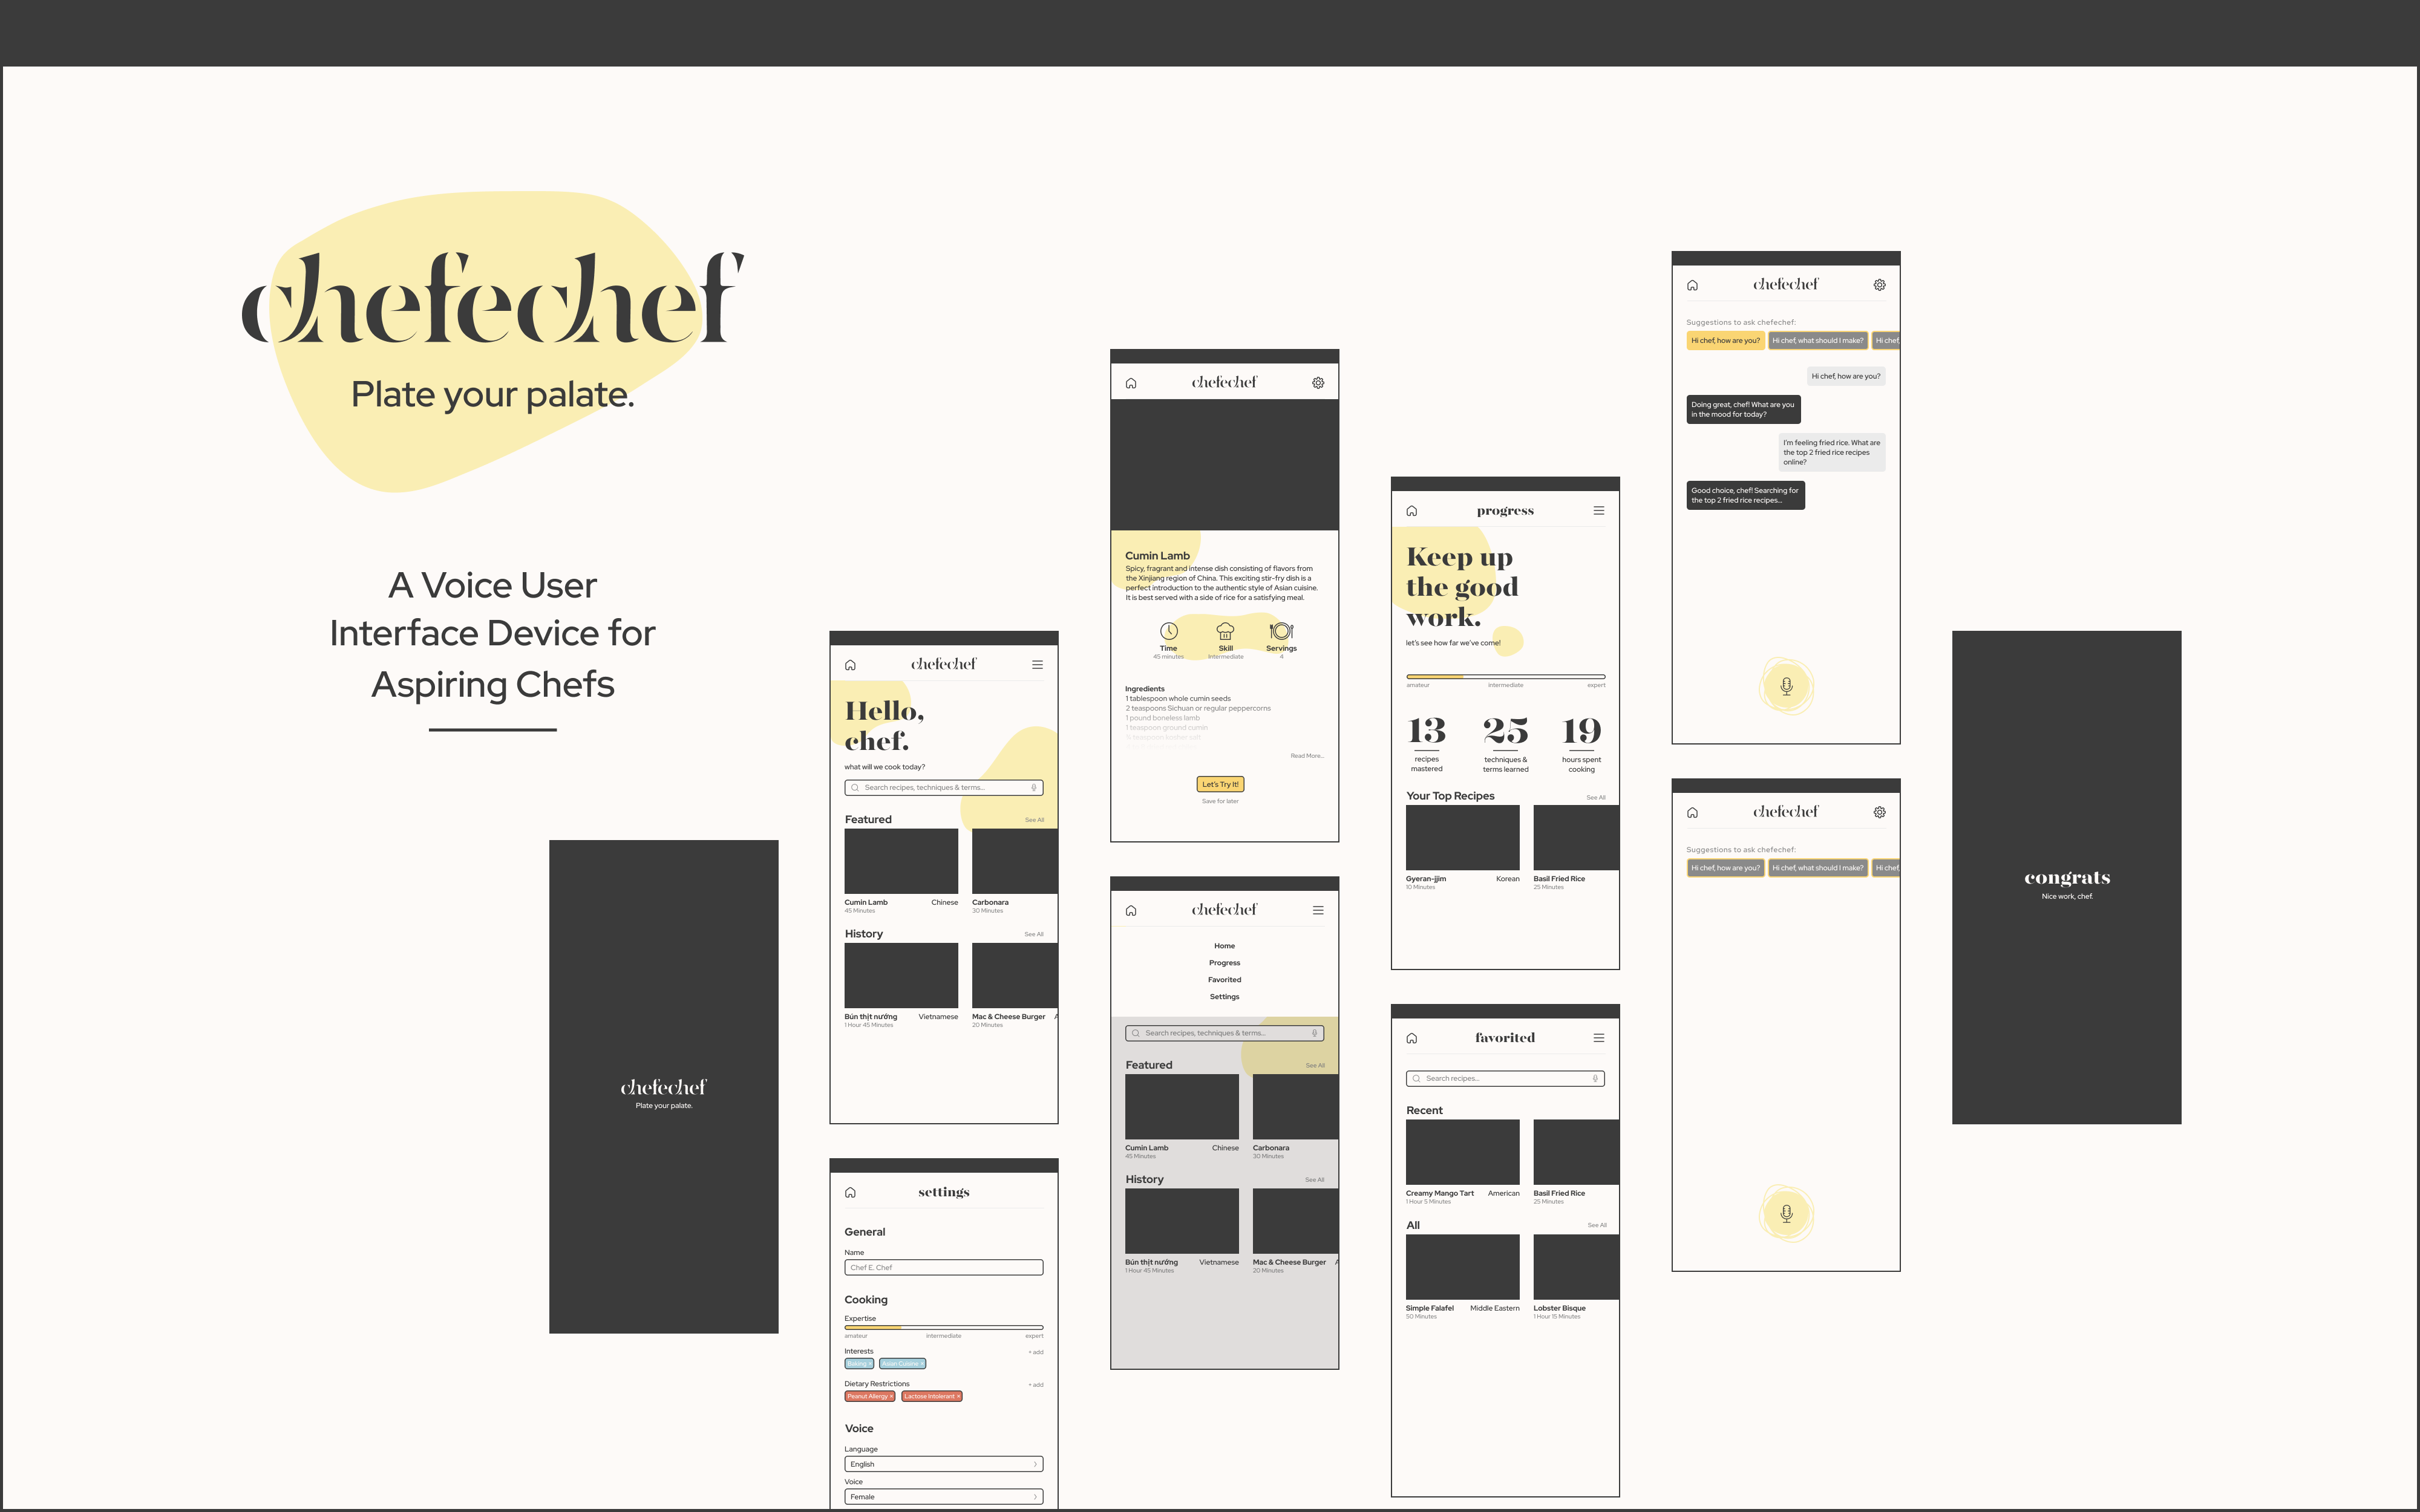 chefechef
Plate your palate.
A Voice User
Interface Device for
Aspiring Chefs
chefechef
Plate your palate.
chefechef
Hello,
chef.
what will we cook today?
Search recipes, techniques & terms...
Featured See All
Cumin Lamb Chinese Carbonara
45 Minutes 30 Minutes
History See All
Bún thịt nướng Vietnamese Mac & Cheese Burger A
1 Hour 45 Minutes 20 Minutes
settings
General
Name
Chef E. Chef
Cooking
Expertise
amateur intermediate expert
Interests + add
Baking × Asian Cuisine ×
Dietary Restrictions + add
Peanut Allergy × Lactose Intolerant ×
Voice
Language
English
Voice
Female
chefechef
Cumin Lamb
Spicy, fragrant and intense dish consisting of flavors from
the Xinjiang region of China. This exciting stir-fry dish is a
perfect introduction to the authentic style of Asian cuisine.
It is best served with a side of rice for a satisfying meal.
Time Skill Servings
45 minutes Intermediate 4
Ingredients
1 tablespoon whole cumin seeds
2 teaspoons Sichuan or regular peppercorns
1 pound boneless lamb
1 teaspoon ground cumin
teaspoon kosher salt
Read More...
Let's Try It!
Save for later
chefechef
Home
Progress
Favorited
Settings
Search recipes, techniques & terms...
Featured See All
Cumin Lamb Chinese Carbonara
45 Minutes 30 Minutes
History See All
Bún thịt nướng Vietnamese Mac & Cheese Burger A
1 Hour 45 Minutes 20 Minutes
progress
Keep up
the good
work.
let's see how far we've come!
amateur intermediate expert
13 25 19
recipes techniques & hours spent
mastered terms learned cooking
Your Top Recipes See All
Gyeran-jjim Korean Basil Fried Rice
10 Minutes 25 Minutes
favorited
Search recipes...
Recent
Creamy Mango Tart American Basil Fried Rice
1 Hour 5 Minutes 25 Minutes
All See All
Simple Falafel Middle Eastern Lobster Bisque
50 Minutes 1 Hour 15 Minutes
chefechef
Suggestions to ask chefechef:
Hi chef, how are you? Hi chef, what should I make? Hi chef,
Hi chef, how are you?
Doing great, chef! What are you
in the mood for today?
I'm feeling fried rice. What are
the top 2 fried rice recipes
online?
Good choice, chef! Searching for
the top 2 fried rice recipes...
chefechef
Suggestions to ask chefechef:
Hi chef, how are you? Hi chef, what should I make? Hi chef,
congrats
Nice work, chef.